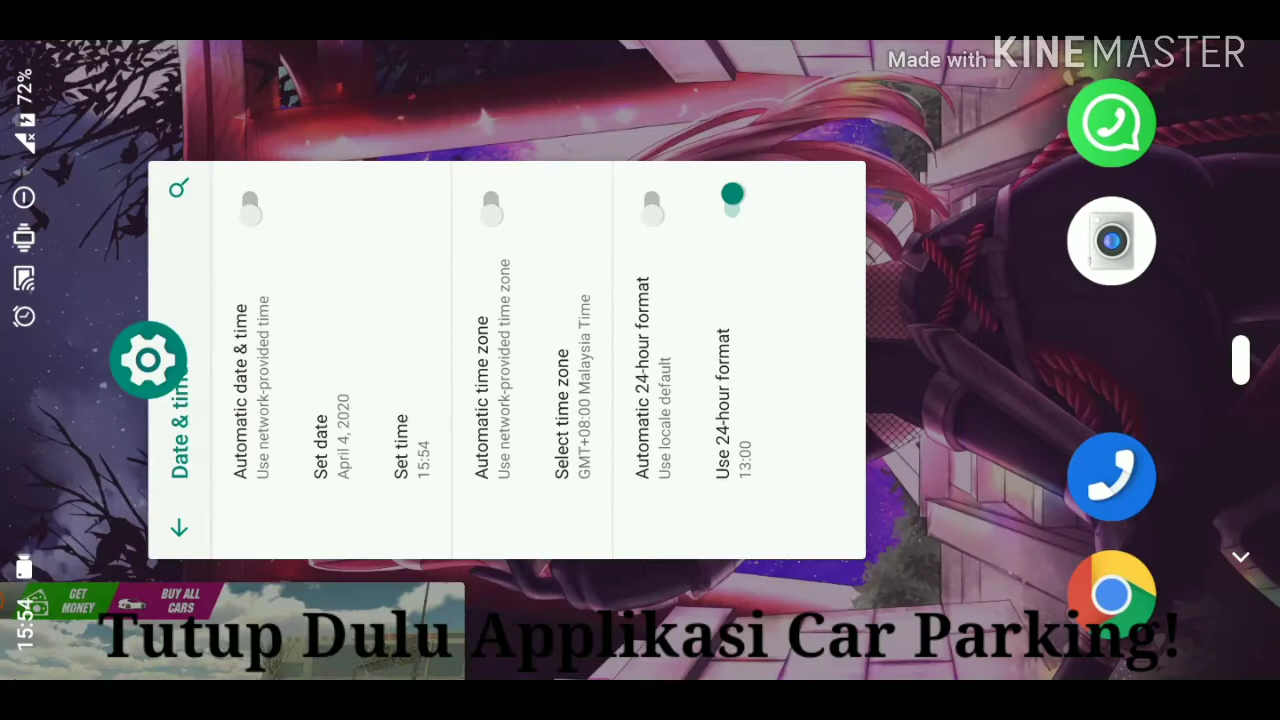 Made with KINEMASTER
72%
15:54
Date & tim
Automatic date & time
Use network-provided time
Set date
April 4, 2020
Set time
15:54
Automatic time zone
Use network-provided time zone
Select time zone
GMT+08:00 Malaysia Time
Automatic 24-hour format
Use locale default
Use 24-hour format
13:00
GET
MONEY
BUY ALL
CARS
Tutup Dulu Applikasi Car Parking!